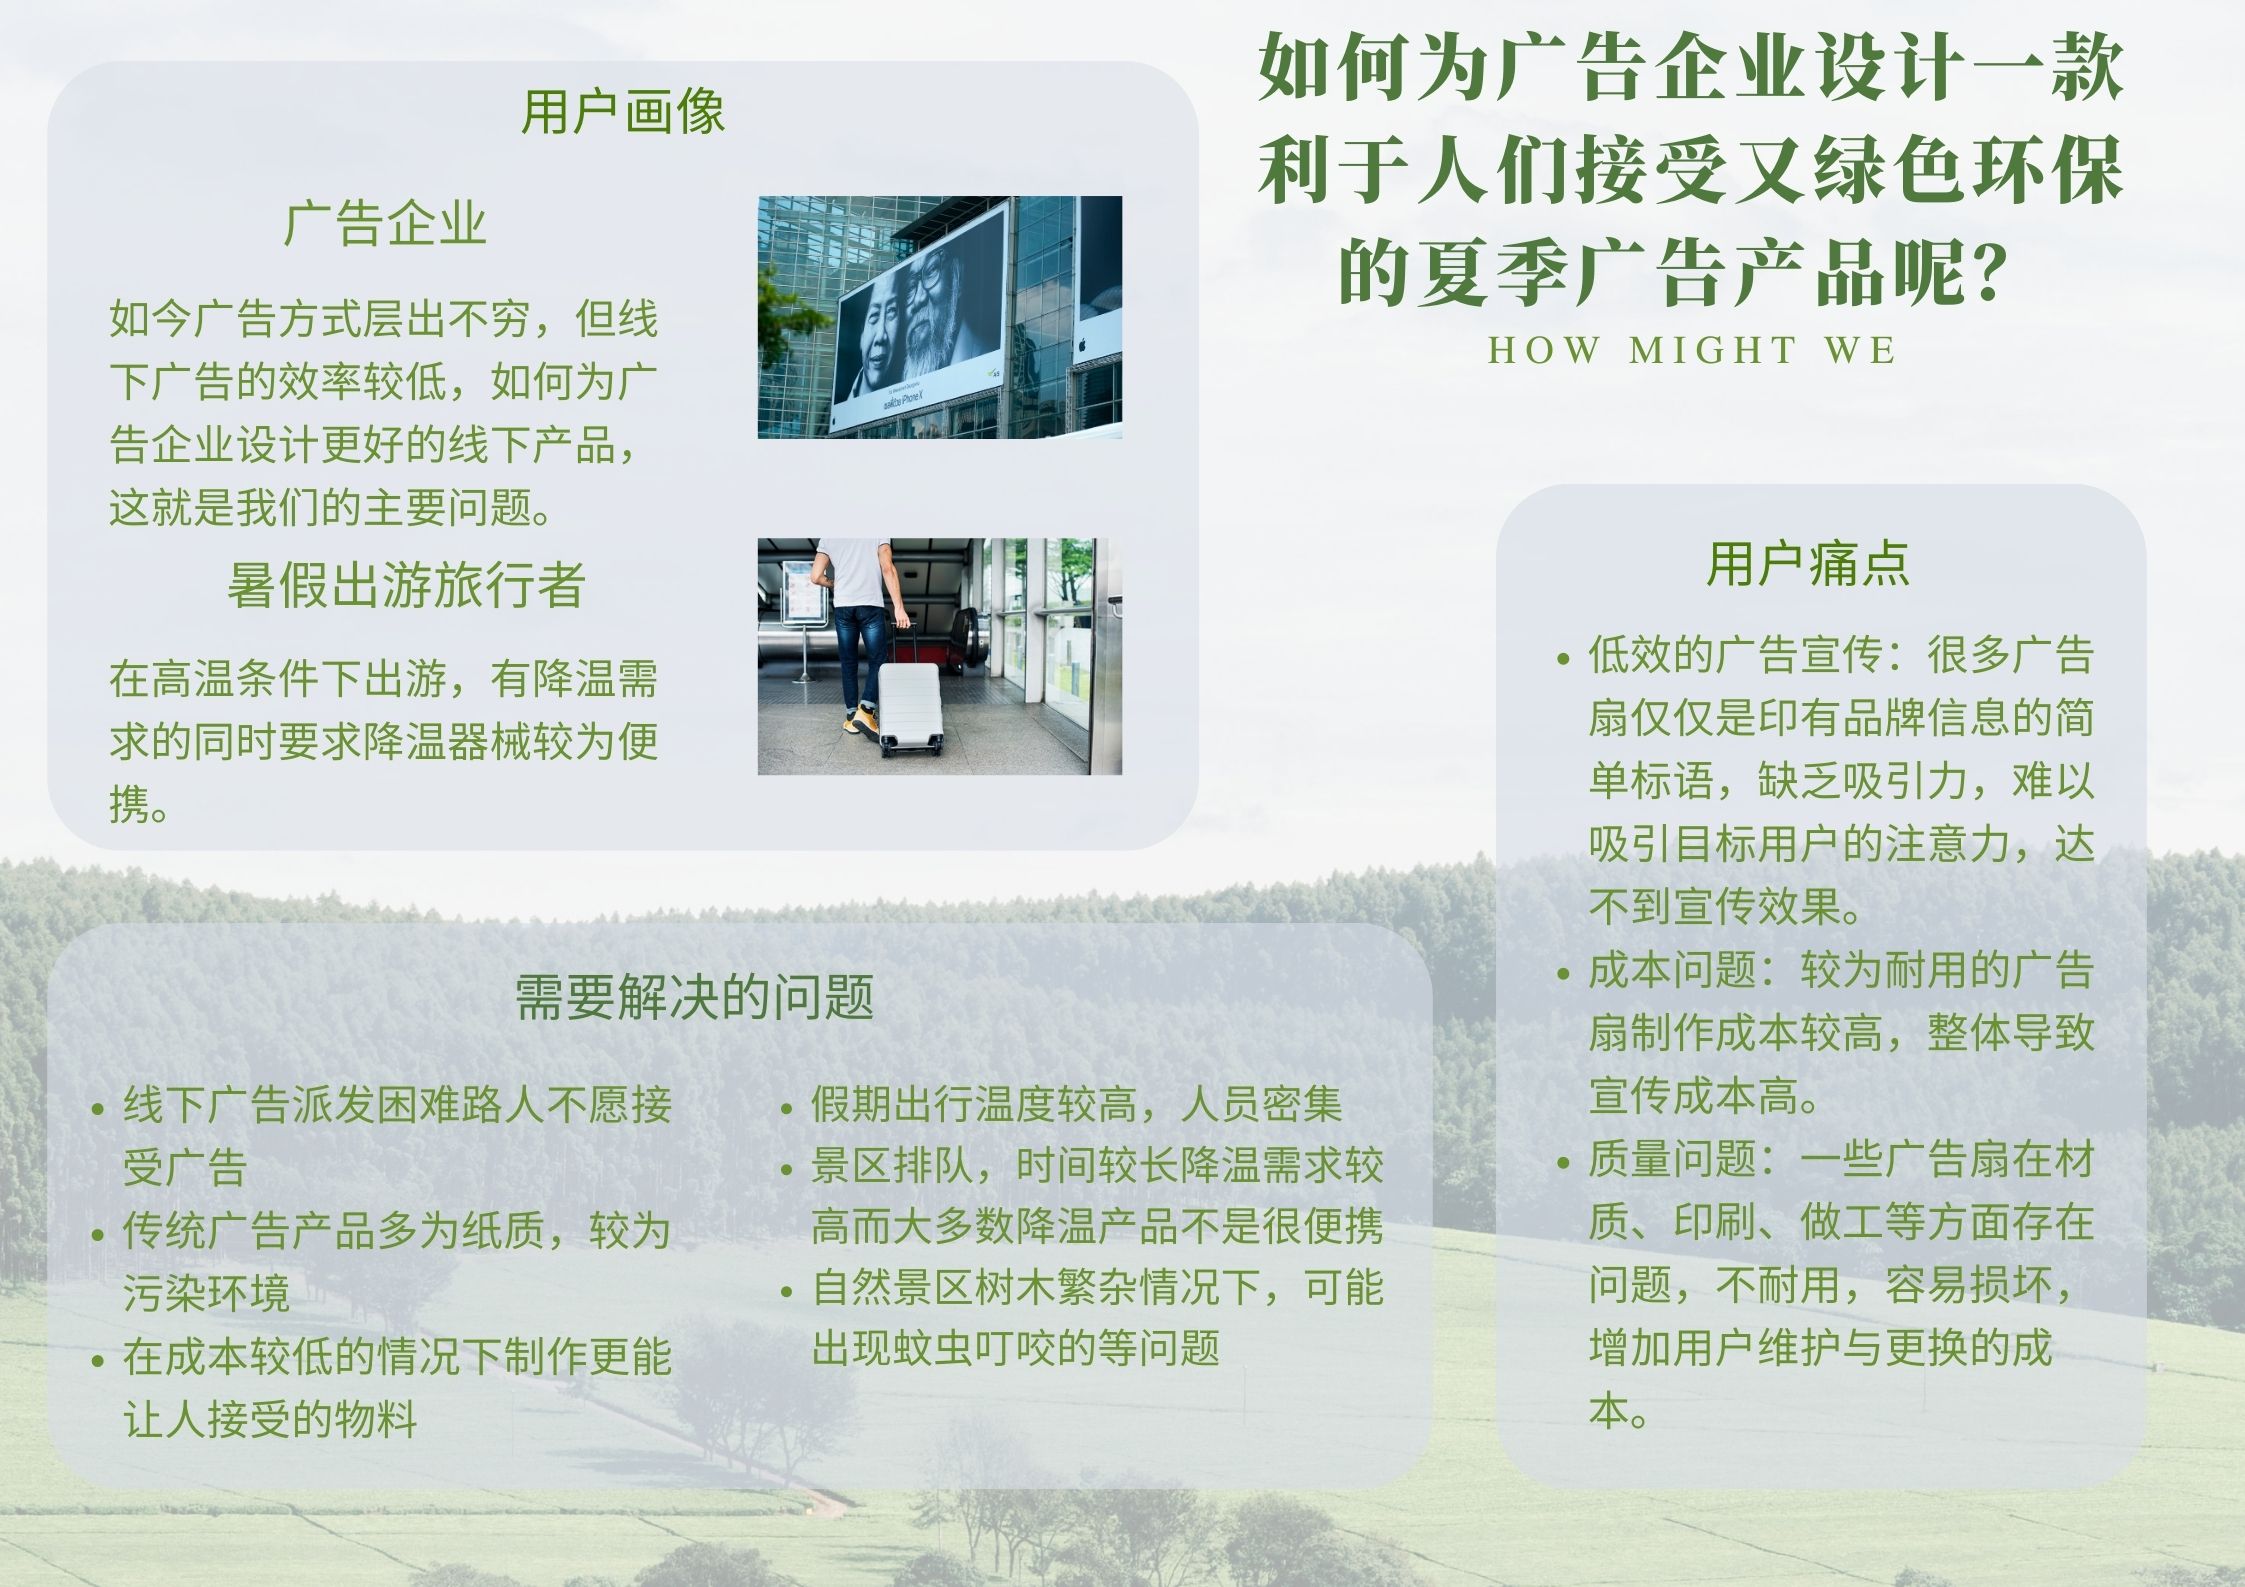 如何为广告企业设计一款
利于人们接受又绿色环保
的夏季广告产品呢?
HOW MIGHT WE
用户画像
广告企业
如今广告方式层出不穷，但线
下广告的效率较低，如何为广
告企业设计更好的线下产品，
这就是我们的主要问题。
暑假出游旅行者
在高温条件下出游，有降温需
求的同时要求降温器械较为便
携。
用户痛点
• 低效的广告宣传：很多广告
扇仅仅是印有品牌信息的简
单标语，缺乏吸引力，难以
吸引目标用户的注意力，达
不到宣传效果。
• 成本问题：较为耐用的广告
扇制作成本较高，整体导致
宣传成本高。
• 质量问题：一些广告扇在材
质、印刷、做工等方面存在
问题，不耐用，容易损坏，
增加用户维护与更换的成
本。
需要解决的问题
• 线下广告派发困难路人不愿接
受广告
• 传统广告产品多为纸质，较为
污染环境
• 在成本较低的情况下制作更能
让人接受的物料
• 假期出行温度较高，人员密集
• 景区排队，时间较长降温需求较
高而大多数降温产品不是很便携
• 自然景区树木繁杂情况下，可能
出现蚊虫叮咬的等问题
iPhone X